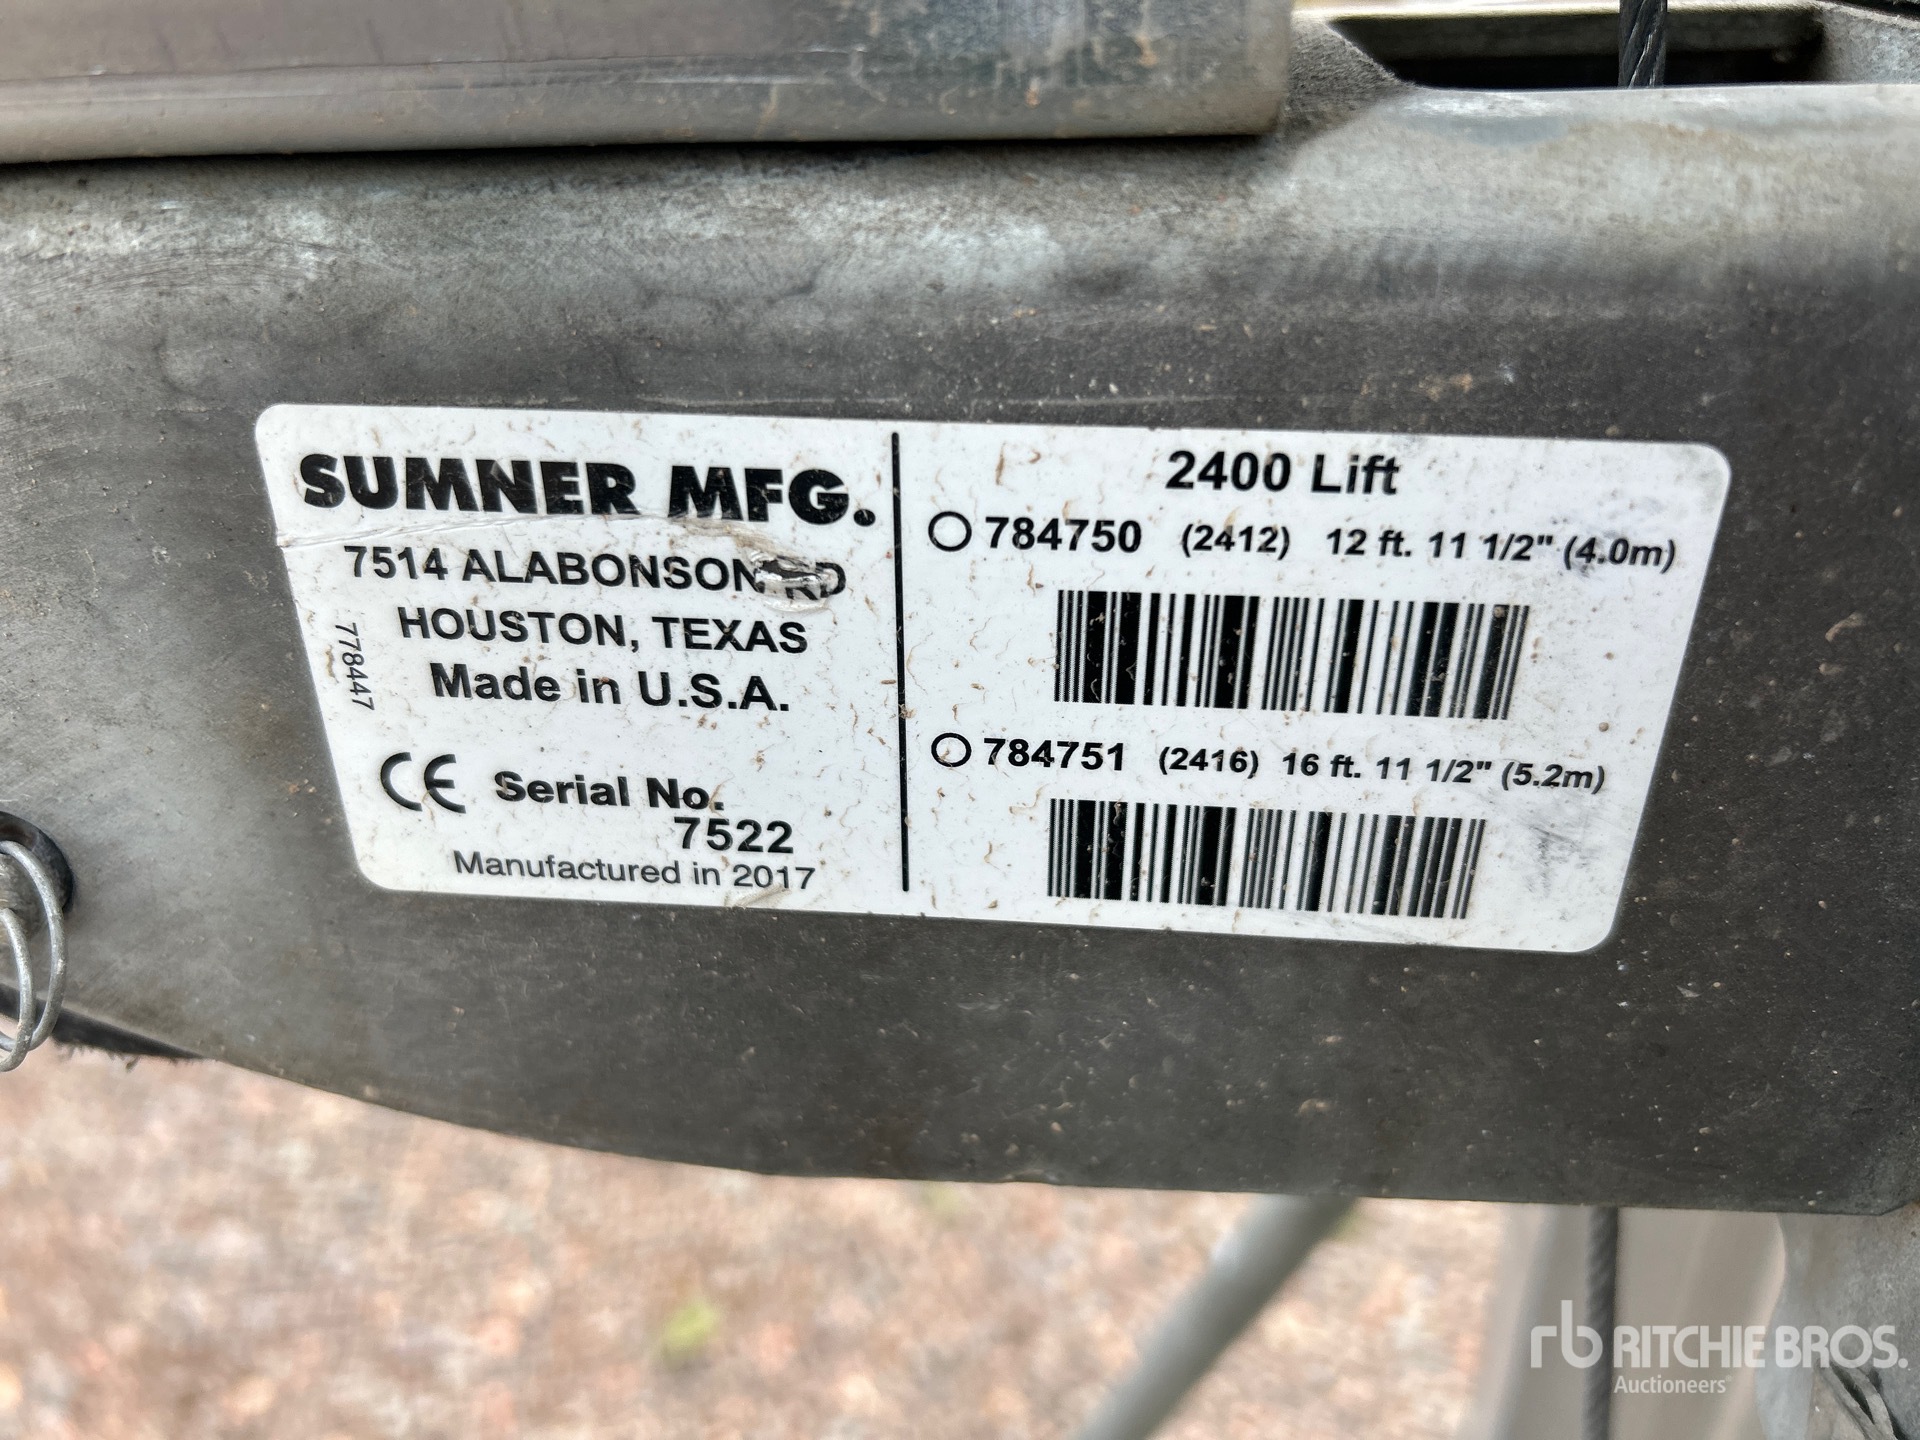 SUMNER MFG.
7514 ALABONSON RD
HOUSTON, TEXAS
Made in U.S.A.
778447
CE Serial No.
7522
Manufactured in 2017
2400 Lift
784750 (2412) 12 ft. 11 1/2" (4.0m)
784751 (2416) 16 ft. 11 1/2" (5.2m)
rb RITCHIE BROS.
Auctioneers